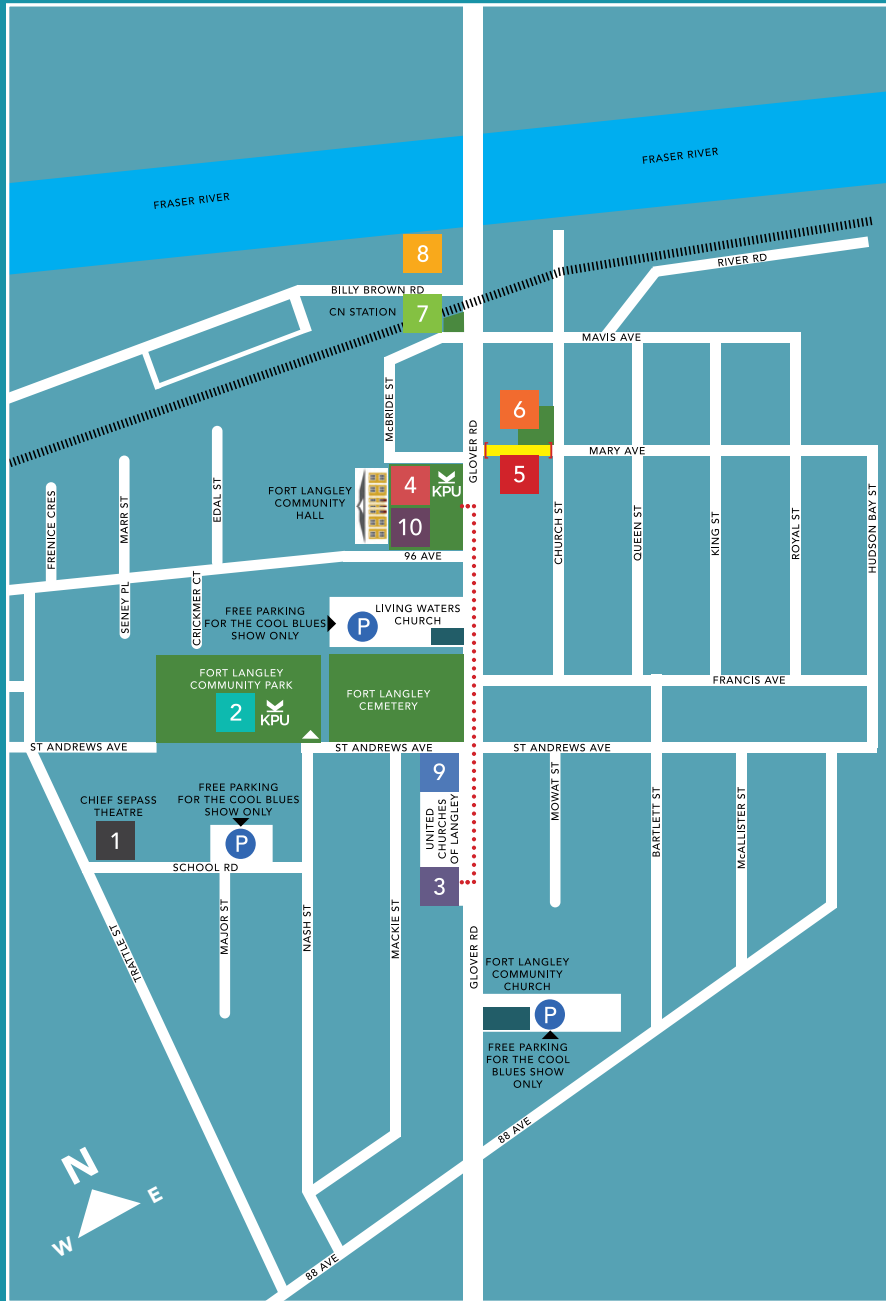 FRASER RIVER
FRASER RIVER
8
RIVER RD
BILLY BROWN RD
CN STATION
7
MAVIS AVE
McBRIDE ST
GLOVER RD
6
MARY AVE
5
FORT LANGLEY
COMMUNITY
HALL
4
KPU
10
96 AVE
FRENICE CRES
MARR ST
EDAL ST
CHURCH ST
QUEEN ST
KING ST
ROYAL ST
HUDSON BAY ST
SENEY PL
CRICKMER CT
FREE PARKING
FOR THE COOL BLUES
SHOW ONLY
P
LIVING WATERS
CHURCH
FORT LANGLEY
COMMUNITY PARK
2
KPU
FORT LANGLEY
CEMETERY
FRANCIS AVE
ST ANDREWS AVE
ST ANDREWS AVE
ST ANDREWS AVE
CHIEF SEPASS
THEATRE
1
FREE PARKING
FOR THE COOL BLUES
SHOW ONLY
P
SCHOOL RD
9
UNITED
CHURCHES
OF LANGLEY
3
MOWAT ST
BARTLETT ST
McALLISTER ST
TRATTLE ST
MAJOR ST
NASH ST
MACKIE ST
GLOVER RD
FORT LANGLEY
COMMUNITY
CHURCH
P
FREE PARKING
FOR THE COOL
BLUES SHOW
ONLY
88 AVE
88 AVE
N
E
W